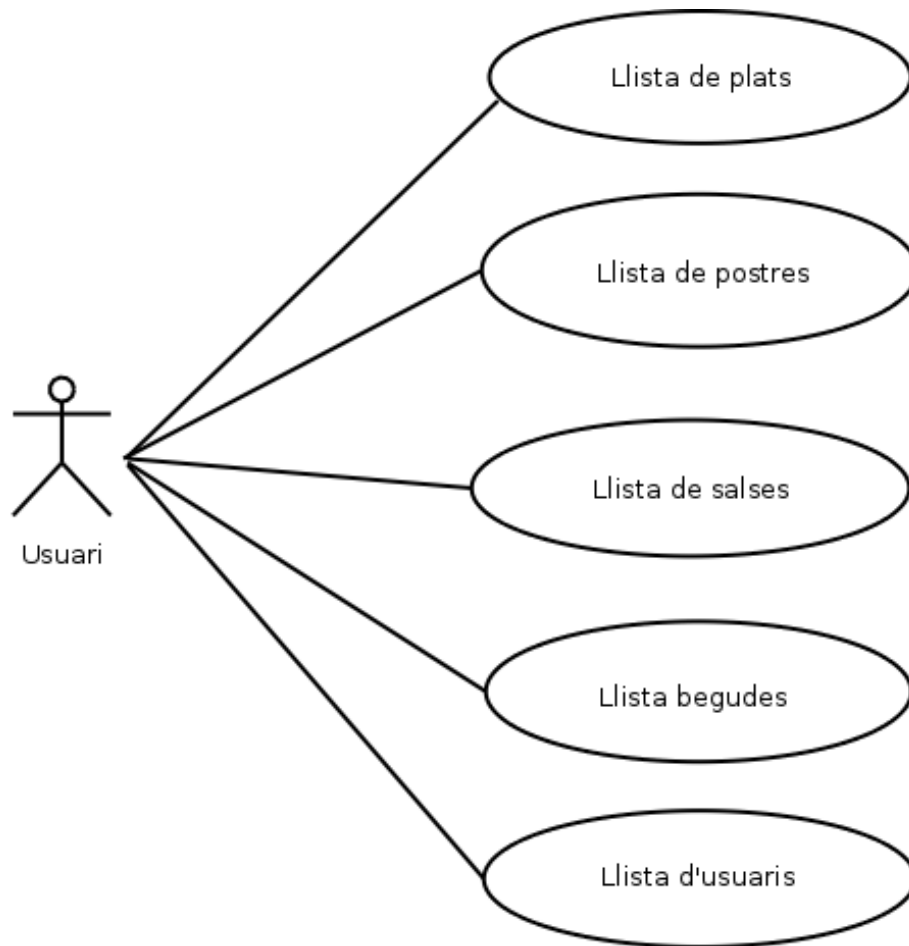 Llista de plats
Llista de postres
Llista de salses
Usuari
Llista begudes
Llista d'usuaris